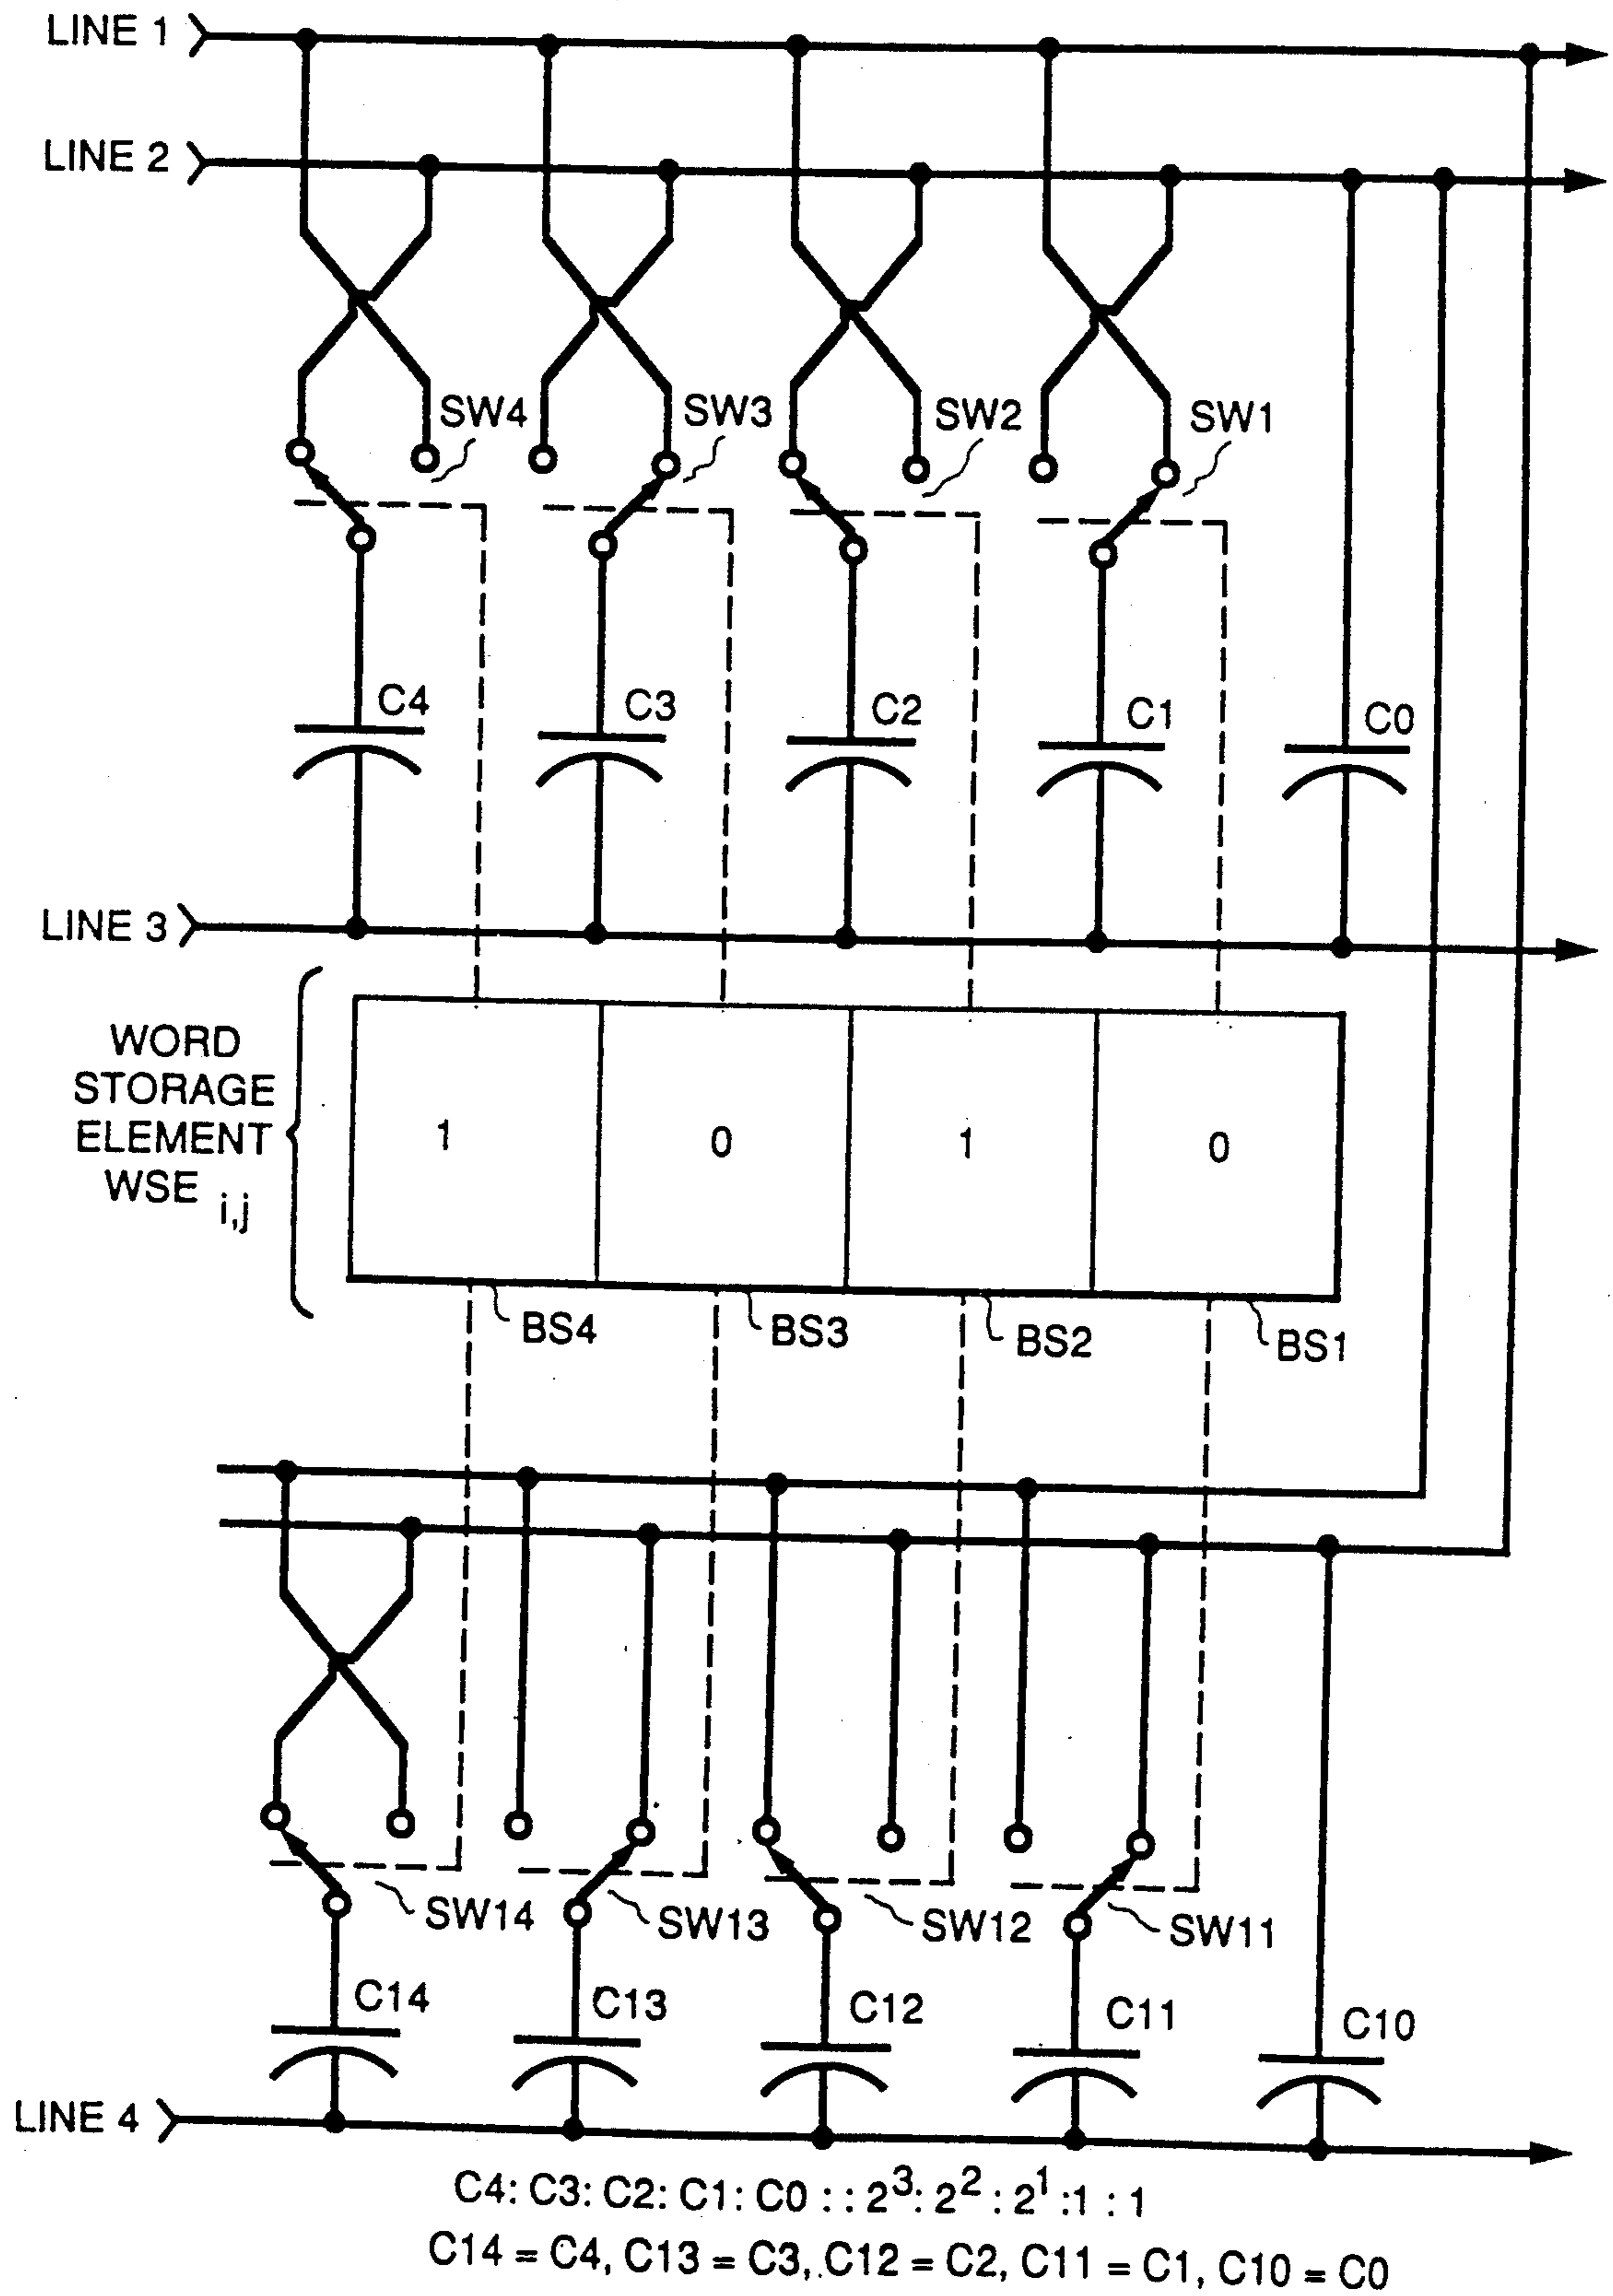 LINE 1
LINE 2
SW4 SW3 SW2 SW1
C4 C3 C2 C1 C0
LINE 3
WORD
STORAGE
ELEMENT
WSE i,j
1 0 1 0
BS4 BS3 BS2 BS1
SW14 SW13 SW12 SW11
C14 C13 C12 C11 C10
LINE 4
C4: C3: C2: C1: C0 : : 2³: 2² : 2¹ :1 : 1
C14 = C4, C13 = C3, C12 = C2, C11 = C1, C10 = C0